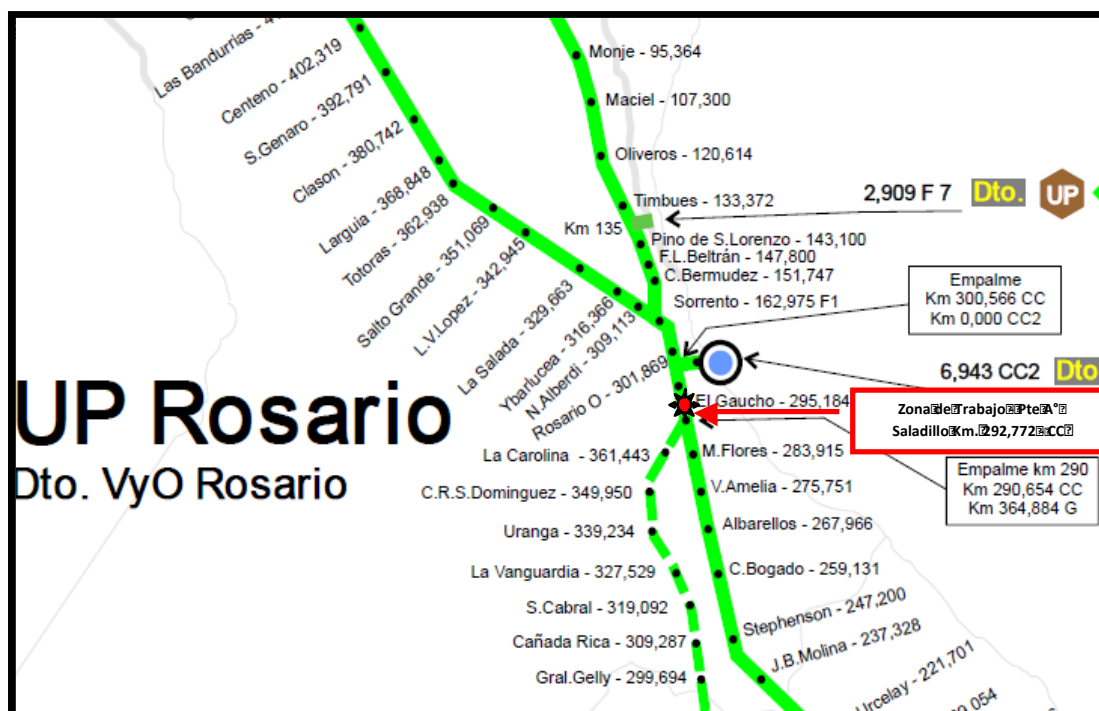 Las Bandurrias - 4
Centeno - 402,319
S.Genaro - 392,791
Clason - 380,742
Larguia - 368,848
Totoras - 362,938
Salto Grande - 351,069
L.V.Lopez - 342,945
La Salada - 329,663
Ybarlucea - 316,366
N.Alberdi - 309,113
Rosario O - 301,869
Monje - 95,364
Maciel - 107,300
Oliveros - 120,614
Timbues - 133,372
Km 135
Pino de S.Lorenzo - 143,100
F.L.Beltrán - 147,800
C.Bermudez - 151,747
Sorrento - 162,975 F1
2,909 F 7 Dto. UP
Empalme
Km 300,566 CC
Km 0,000 CC2
6,943 CC2 Dto
El Gaucho - 295,184
Zona de Trabajo Pte A°
Saladillo Km. 292,772 CC
Empalme km 290
Km 290,654 CC
Km 364,884 G
UP Rosario
Dto. VyO Rosario
La Carolina - 361,443
C.R.S.Dominguez - 349,950
Uranga - 339,234
La Vanguardia - 327,529
S.Cabral - 319,092
Cañada Rica - 309,287
Gral.Gelly - 299,694
M.Flores - 283,915
V.Amelia - 275,751
Albarellos - 267,966
C.Bogado - 259,131
Stephenson - 247,200
J.B.Molina - 237,328
Urcelay - 221,701
9,054